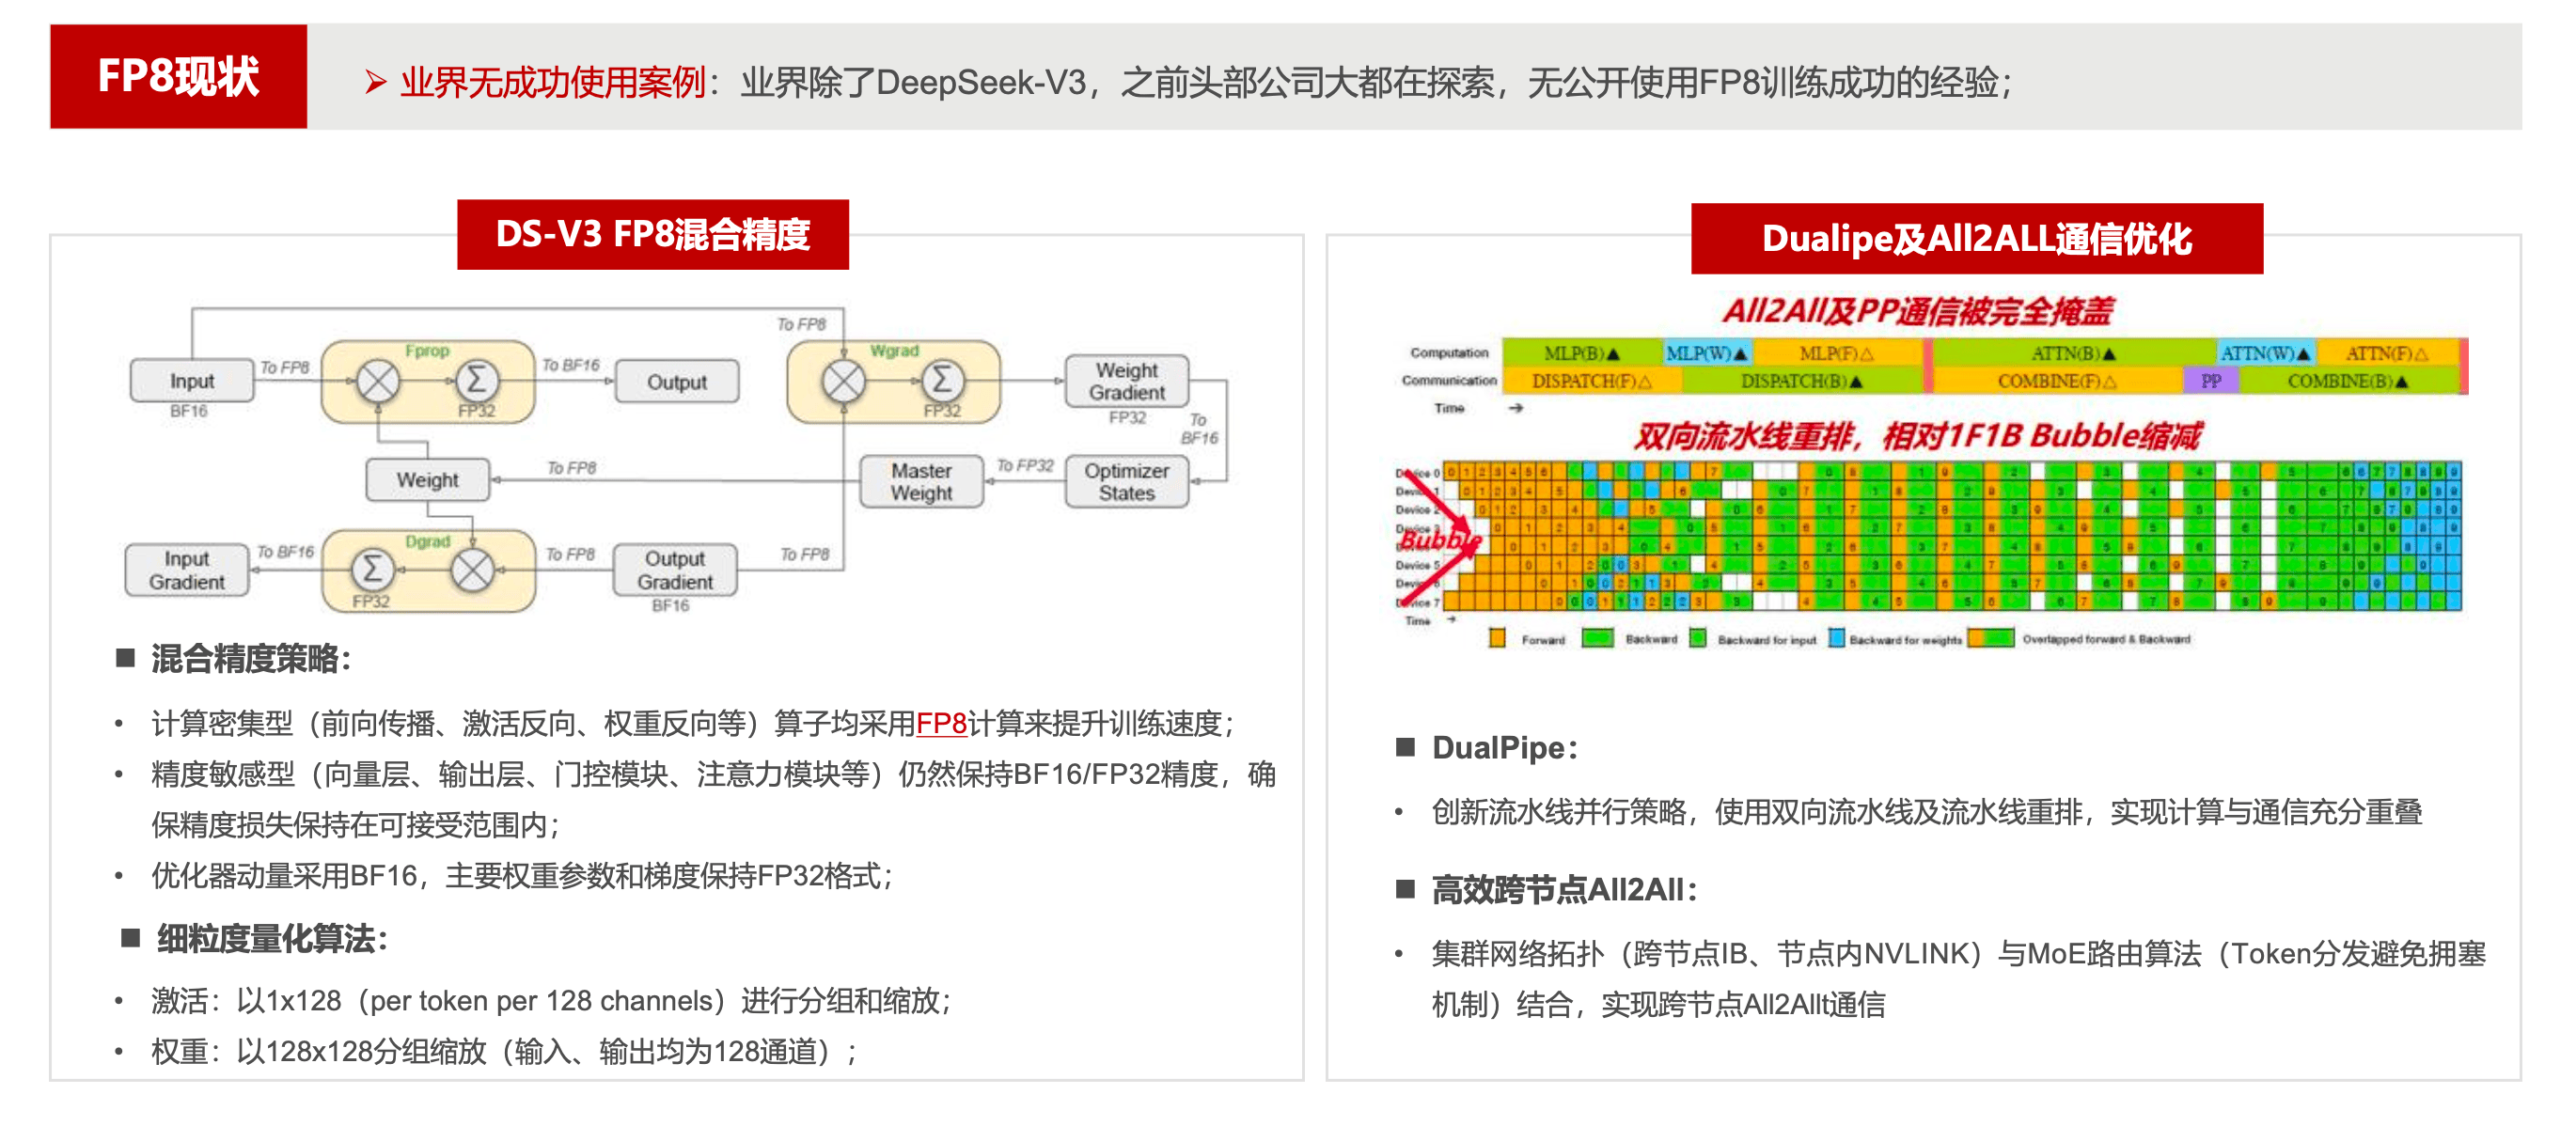 FP8现状
➢ 业界无成功使用案例：业界除了DeepSeek-V3，之前头部公司大都在探索，无公开使用FP8训练成功的经验；
DS-V3 FP8混合精度
To FP8
Fprop
Wgrad
Input
To FP8
Σ
To BF16
Output
Σ
Weight Gradient
BF16
FP32
FP32
FP32
To BF16
Weight
To FP8
Master Weight
To FP32
Optimizer States
Input Gradient
To BF16
Dgrad
Σ
To FP8
Output Gradient
To FP8
FP32
BF16
■ 混合精度策略：
• 计算密集型（前向传播、激活反向、权重反向等）算子均采用FP8计算来提升训练速度；
• 精度敏感型（向量层、输出层、门控模块、注意力模块等）仍然保持BF16/FP32精度，确
保精度损失保持在可接受范围内；
• 优化器动量采用BF16，主要权重参数和梯度保持FP32格式；
■ 细粒度量化算法：
• 激活：以1x128（per token per 128 channels）进行分组和缩放；
• 权重：以128x128分组缩放（输入、输出均为128通道）；
Dualipe及All2ALL通信优化
All2All及PP通信被完全掩盖
Computation MLP(B)▲ MLP(W)▲ MLP(F)△ ATTN(B)▲ ATTN(W)▲ ATTN(F)△
Communication DISPATCH(F)△ DISPATCH(B)▲ COMBINE(F)△ PP COMBINE(B)▲
Time →
双向流水线重排，相对1F1B Bubble缩减
Device 2
Bubble
Device 5
Time →
Forward Backward Backward for input Backward for weights Overlapped forward & Backward
■ DualPipe：
• 创新流水线并行策略，使用双向流水线及流水线重排，实现计算与通信充分重叠
■ 高效跨节点All2All：
• 集群网络拓扑（跨节点IB、节点内NVLINK）与MoE路由算法（Token分发避免拥塞
机制）结合，实现跨节点All2Allt通信